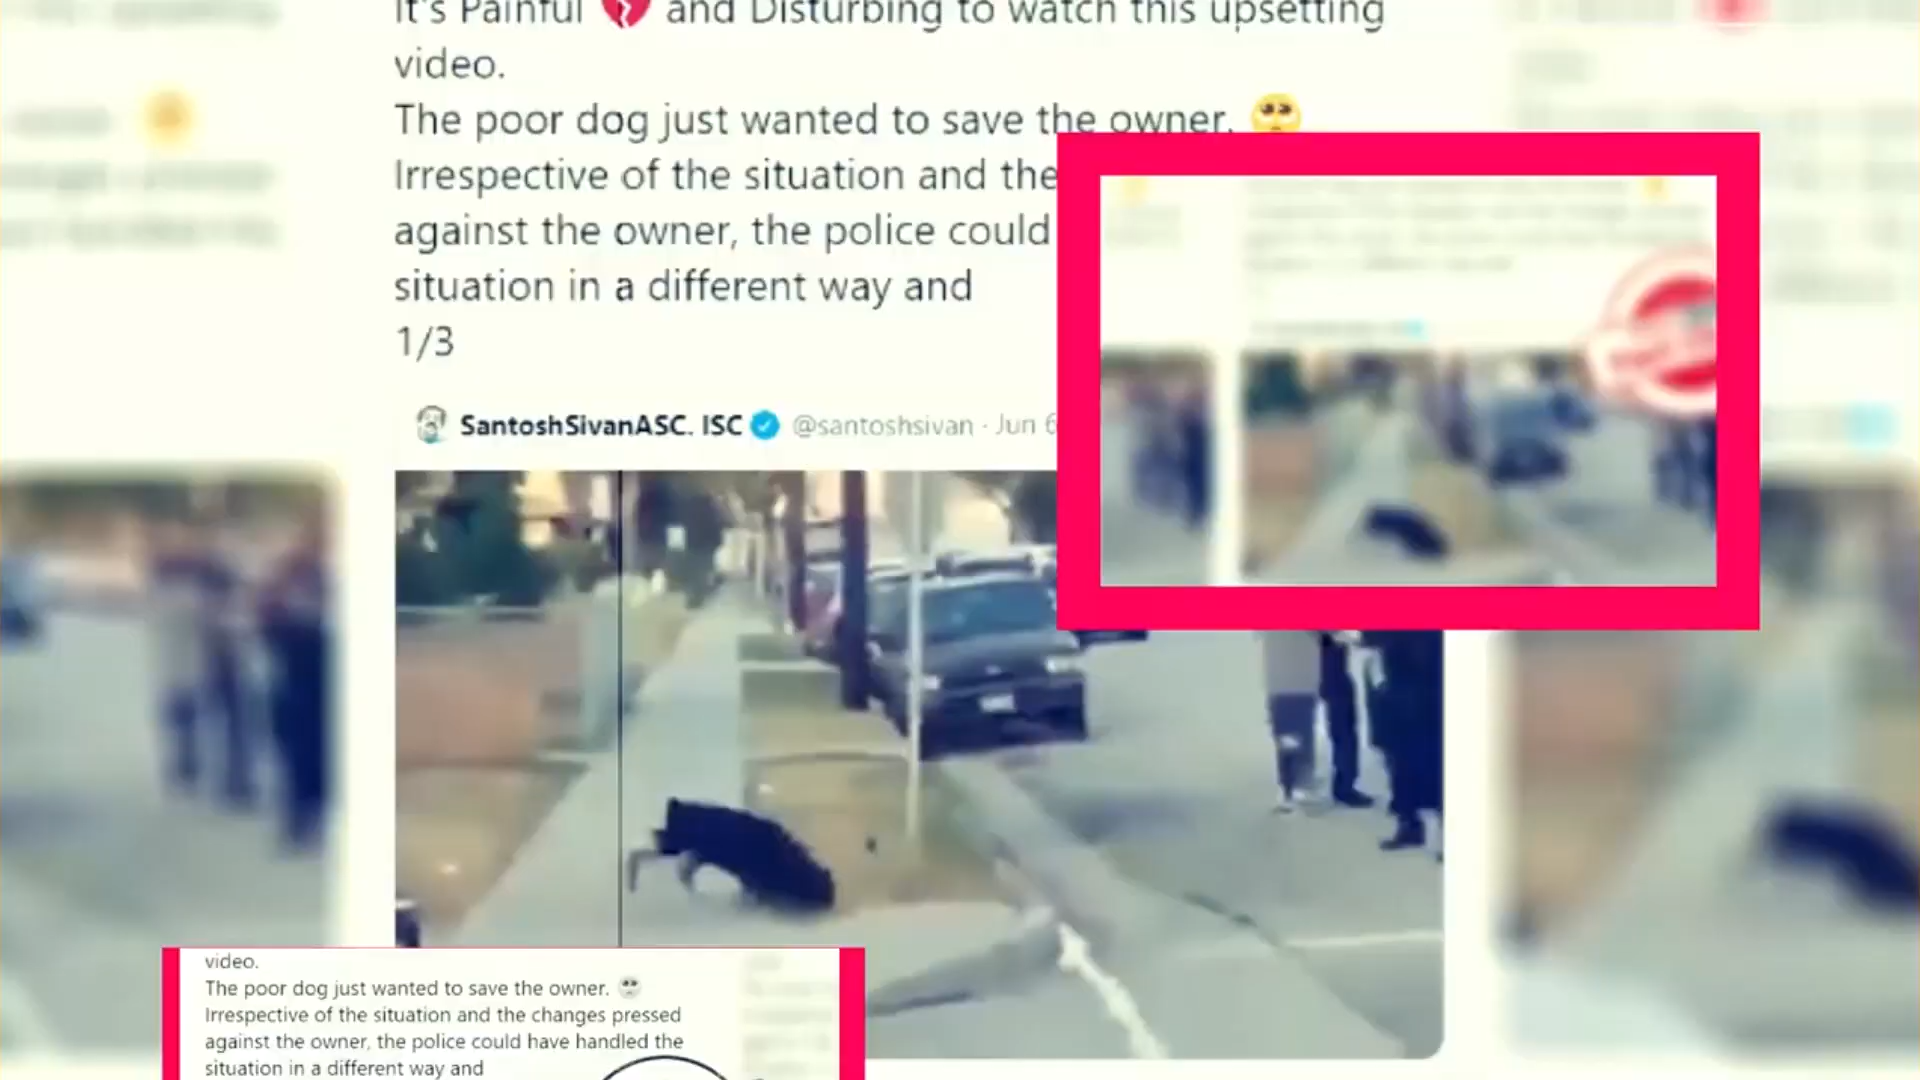 It's Painful 💔 and Disturbing to watch this upsetting
video.
The poor dog just wanted to save the owner. 🥺
Irrespective of the situation and the
against the owner, the police could
situation in a different way and
1/3
SantoshSivanASC. ISC @santoshsivan · Jun 6
video.
The poor dog just wanted to save the owner. 🥺
Irrespective of the situation and the changes pressed
against the owner, the police could have handled the
situation in a different way and